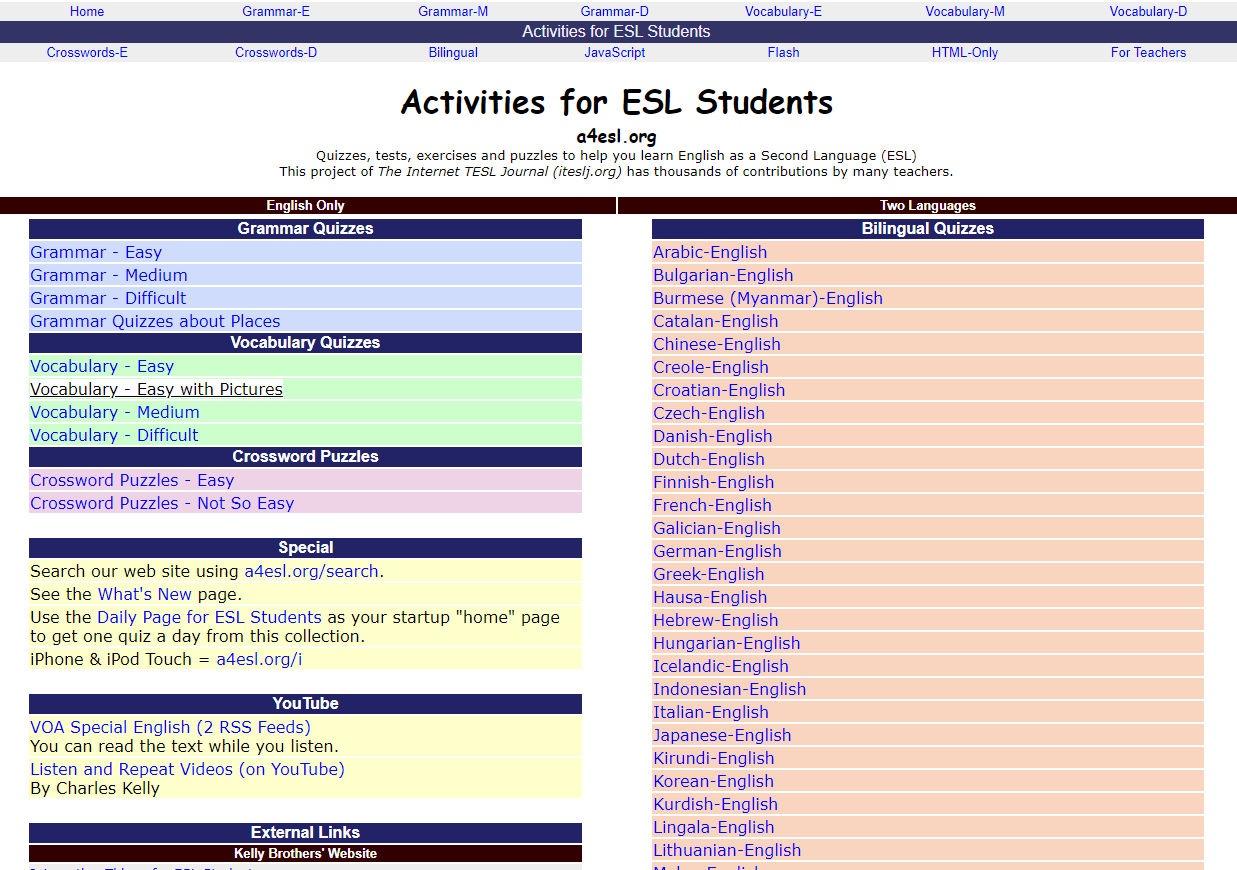 Home Grammar-E Grammar-M Grammar-D Vocabulary-E Vocabulary-M Vocabulary-D
Activities for ESL Students
Crosswords-E Crosswords-D Bilingual JavaScript Flash HTML-Only For Teachers
Activities for ESL Students
a4esl.org
Quizzes, tests, exercises and puzzles to help you learn English as a Second Language (ESL)
This project of The Internet TESL Journal (iteslj.org) has thousands of contributions by many teachers.
English Only
Grammar Quizzes
Grammar - Easy
Grammar - Medium
Grammar - Difficult
Grammar Quizzes about Places
Vocabulary Quizzes
Vocabulary - Easy
Vocabulary - Easy with Pictures
Vocabulary - Medium
Vocabulary - Difficult
Crossword Puzzles
Crossword Puzzles - Easy
Crossword Puzzles - Not So Easy
Special
Search our web site using a4esl.org/search.
See the What's New page.
Use the Daily Page for ESL Students as your startup "home" page
to get one quiz a day from this collection.
iPhone & iPod Touch = a4esl.org/i
YouTube
VOA Special English (2 RSS Feeds)
You can read the text while you listen.
Listen and Repeat Videos (on YouTube)
By Charles Kelly
External Links
Kelly Brothers' Website
Two Languages
Bilingual Quizzes
Arabic-English
Bulgarian-English
Burmese (Myanmar)-English
Catalan-English
Chinese-English
Creole-English
Croatian-English
Czech-English
Danish-English
Dutch-English
Finnish-English
French-English
Galician-English
German-English
Greek-English
Hausa-English
Hebrew-English
Hungarian-English
Icelandic-English
Indonesian-English
Italian-English
Japanese-English
Kirundi-English
Korean-English
Kurdish-English
Lingala-English
Lithuanian-English